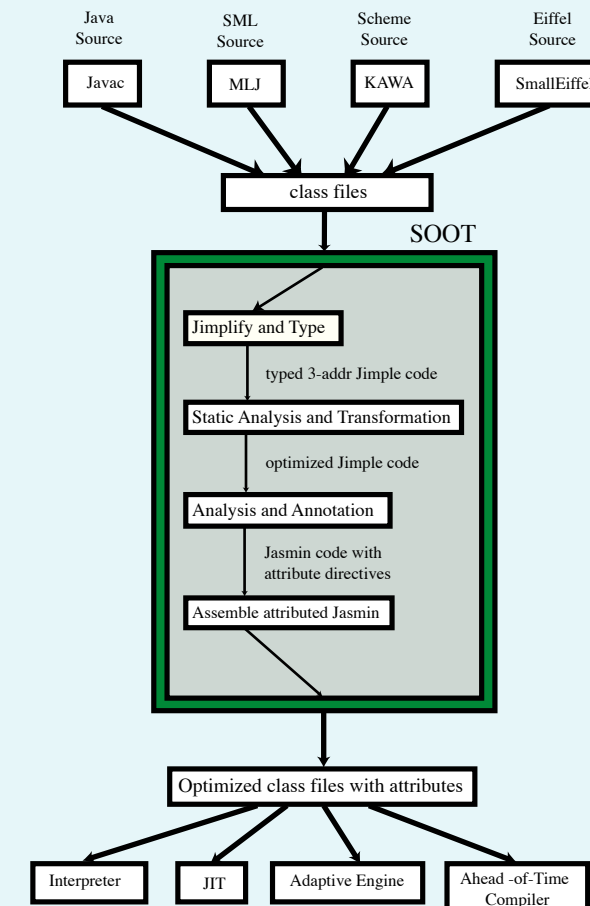 Java
Source
SML
Source
Scheme
Source
Eiffel
Source
Javac
MLJ
KAWA
SmallEiffel
class files
SOOT
Jimplify and Type
typed 3-addr Jimple code
Static Analysis and Transformation
optimized Jimple code
Analysis and Annotation
Jasmin code with
attribute directives
Assemble attributed Jasmin
Optimized class files with attributes
Interpreter
JIT
Adaptive Engine
Ahead -of-Time
Compiler